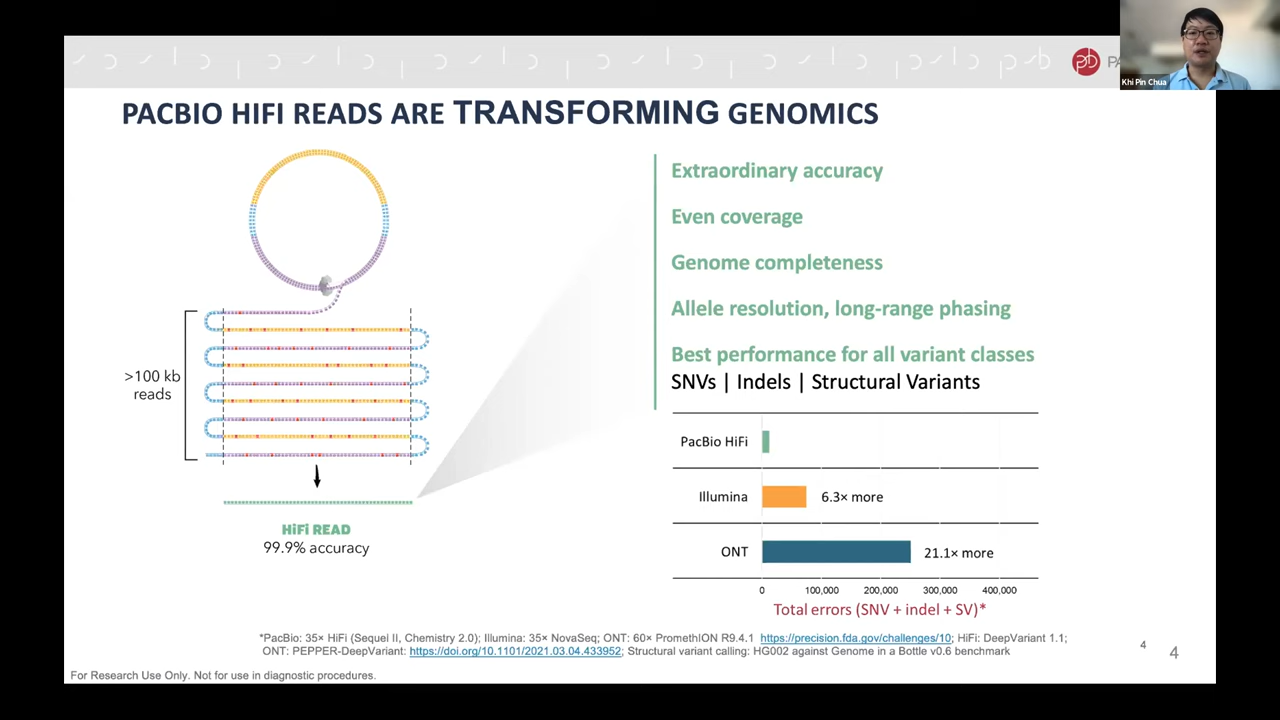 PA
Khi Pin Chua
PACBIO HIFI READS ARE TRANSFORMING GENOMICS
>100 kb
reads
HiFi READ
99.9% accuracy
Extraordinary accuracy
Even coverage
Genome completeness
Allele resolution, long-range phasing
Best performance for all variant classes
SNVs | Indels | Structural Variants
PacBio HiFi
Illumina
6.3× more
ONT
21.1× more
0 100,000 200,000 300,000 400,000
Total errors (SNV + indel + SV)*
*PacBio: 35× HiFi (Sequel II, Chemistry 2.0); Illumina: 35× NovaSeq; ONT: 60× PromethION R9.4.1 https://precision.fda.gov/challenges/10; HiFi: DeepVariant 1.1;
ONT: PEPPER-DeepVariant: https://doi.org/10.1101/2021.03.04.433952; Structural variant calling: HG002 against Genome in a Bottle v0.6 benchmark
4
4
For Research Use Only. Not for use in diagnostic procedures.